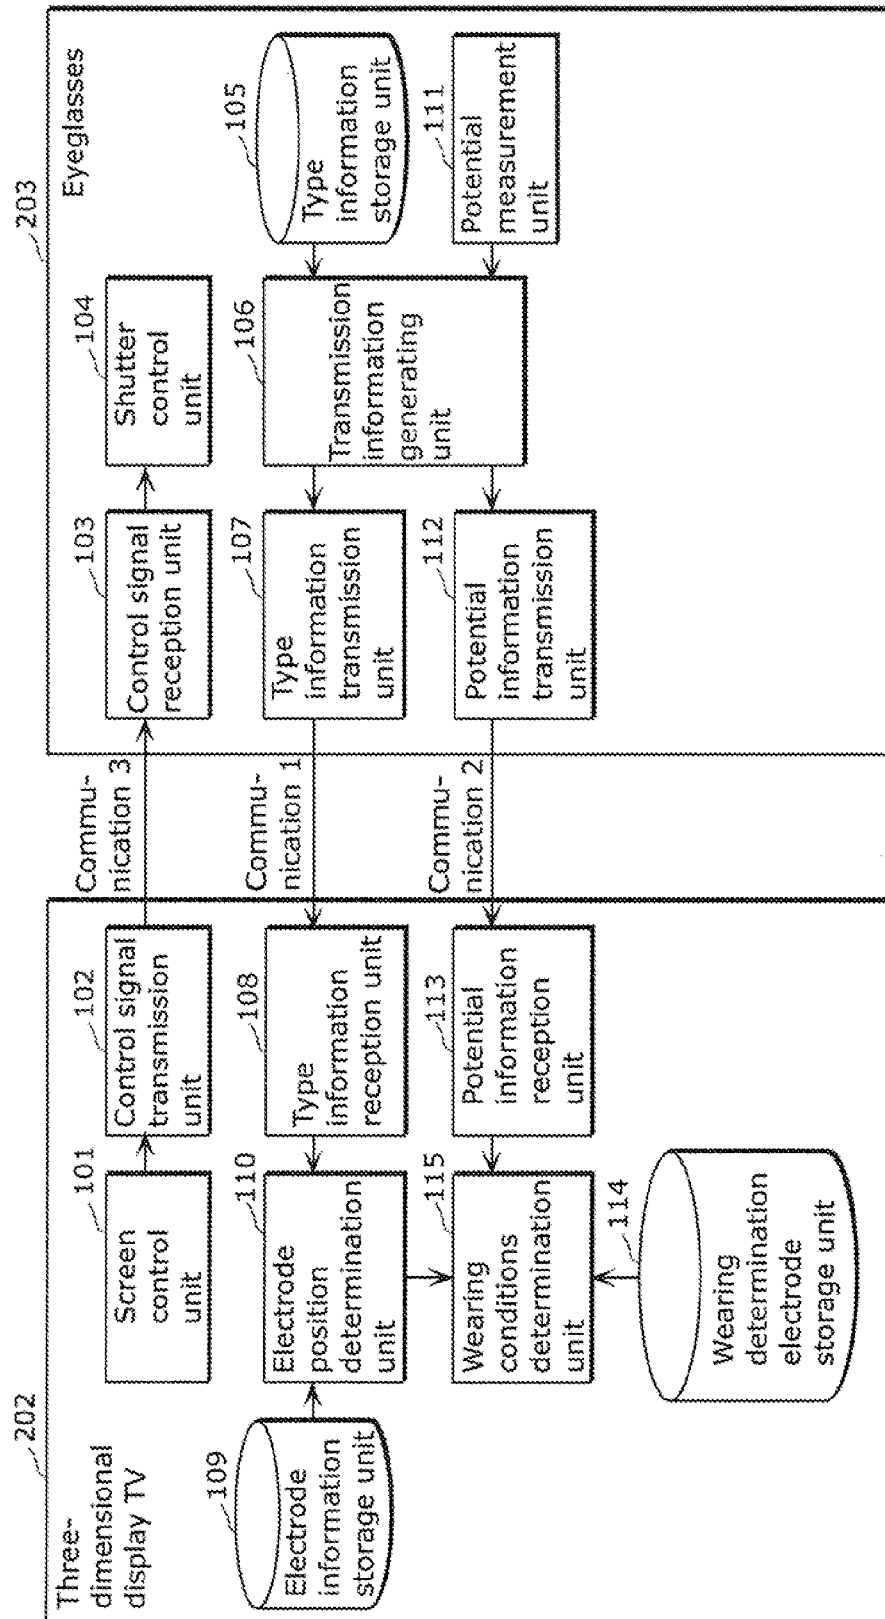 202
Three-
dimensional
display TV
101
Screen
control
unit
102
Control signal
transmission
unit
109
Electrode
information
storage unit
110
Electrode
position
determination
unit
108
Type
information
reception unit
115
Wearing
conditions
determination
unit
113
Potential
information
reception
unit
114
Wearing
determination
electrode
storage unit
Commu-
nication 3
Commu-
nication 1
Commu-
nication 2
203
Eyeglasses
103
Control signal
reception unit
104
Shutter
control
unit
107
Type
information
transmission
unit
106
Transmission
information
generating
unit
105
Type
information
storage unit
112
Potential
information
transmission
unit
111
Potential
measurement
unit